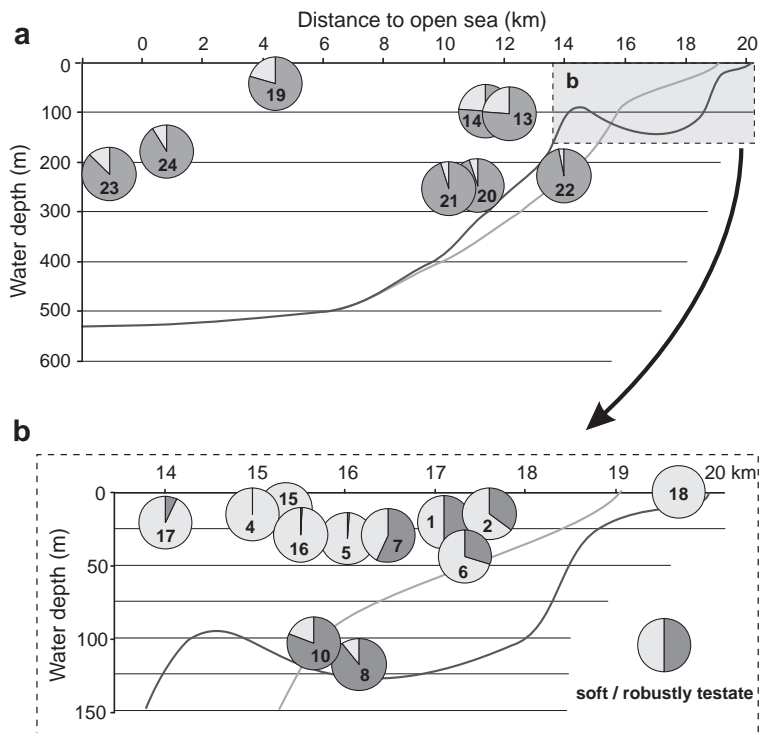 Distance to open sea (km)
a
0 2 4 6 8 10 12 14 16 18 20
0
100
200
300
400
500
600
Water depth (m)
b
19
14 13
24
23
21 20 22
b
14 15 16 17 18 19 20 km
0
50
100
150
Water depth (m)
18
15
17 4 16 5 7 1 2
6
10
8
soft / robustly testate